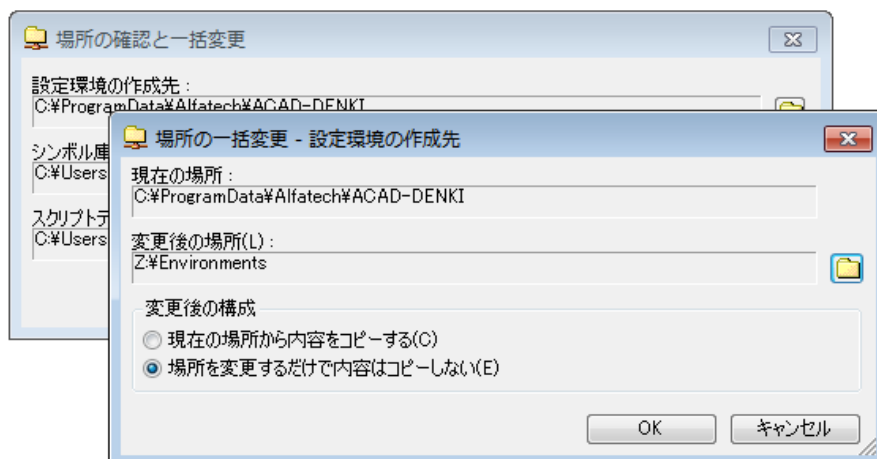 場所の確認と一括変更
設定環境の作成先：
C:¥ProgramData¥Alfatech¥ACAD-DENKI
シンボル庫
C:¥Users
スクリプトデ
C:¥Users
場所の一括変更 - 設定環境の作成先
現在の場所：
C:¥ProgramData¥Alfatech¥ACAD-DENKI
変更後の場所(L)：
Z:¥Environments
変更後の構成
現在の場所から内容をコピーする(C)
場所を変更するだけで内容はコピーしない(E)
OK キャンセル